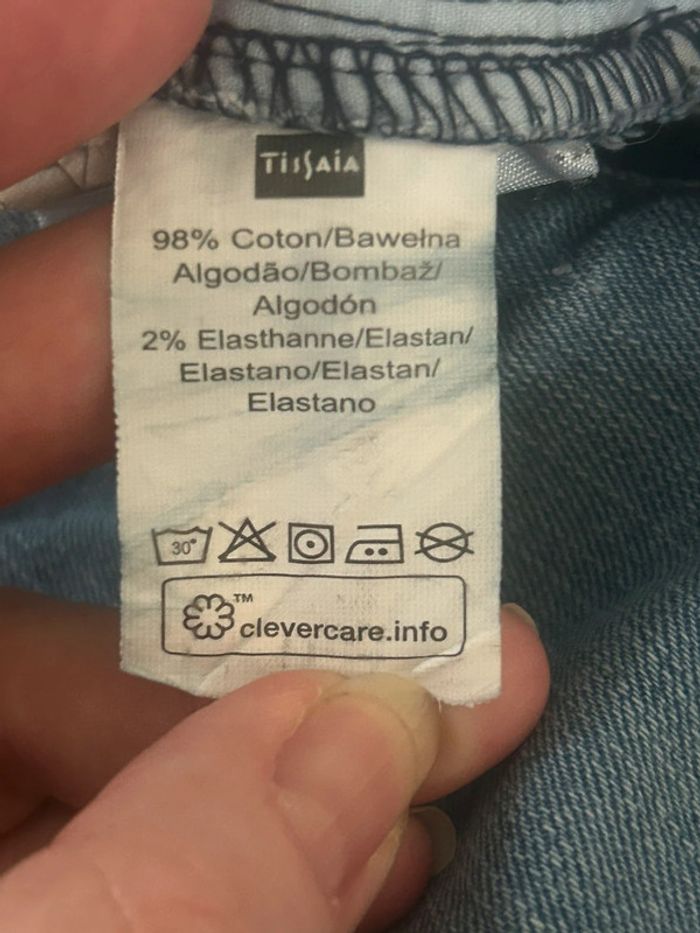 TISSAIA
98% Coton/Bawełna
Algodão/Bombaž/
Algodón
2% Elasthanne/Elastan/
Elastano/Elastan/
Elastano
30°
TM
clevercare.info